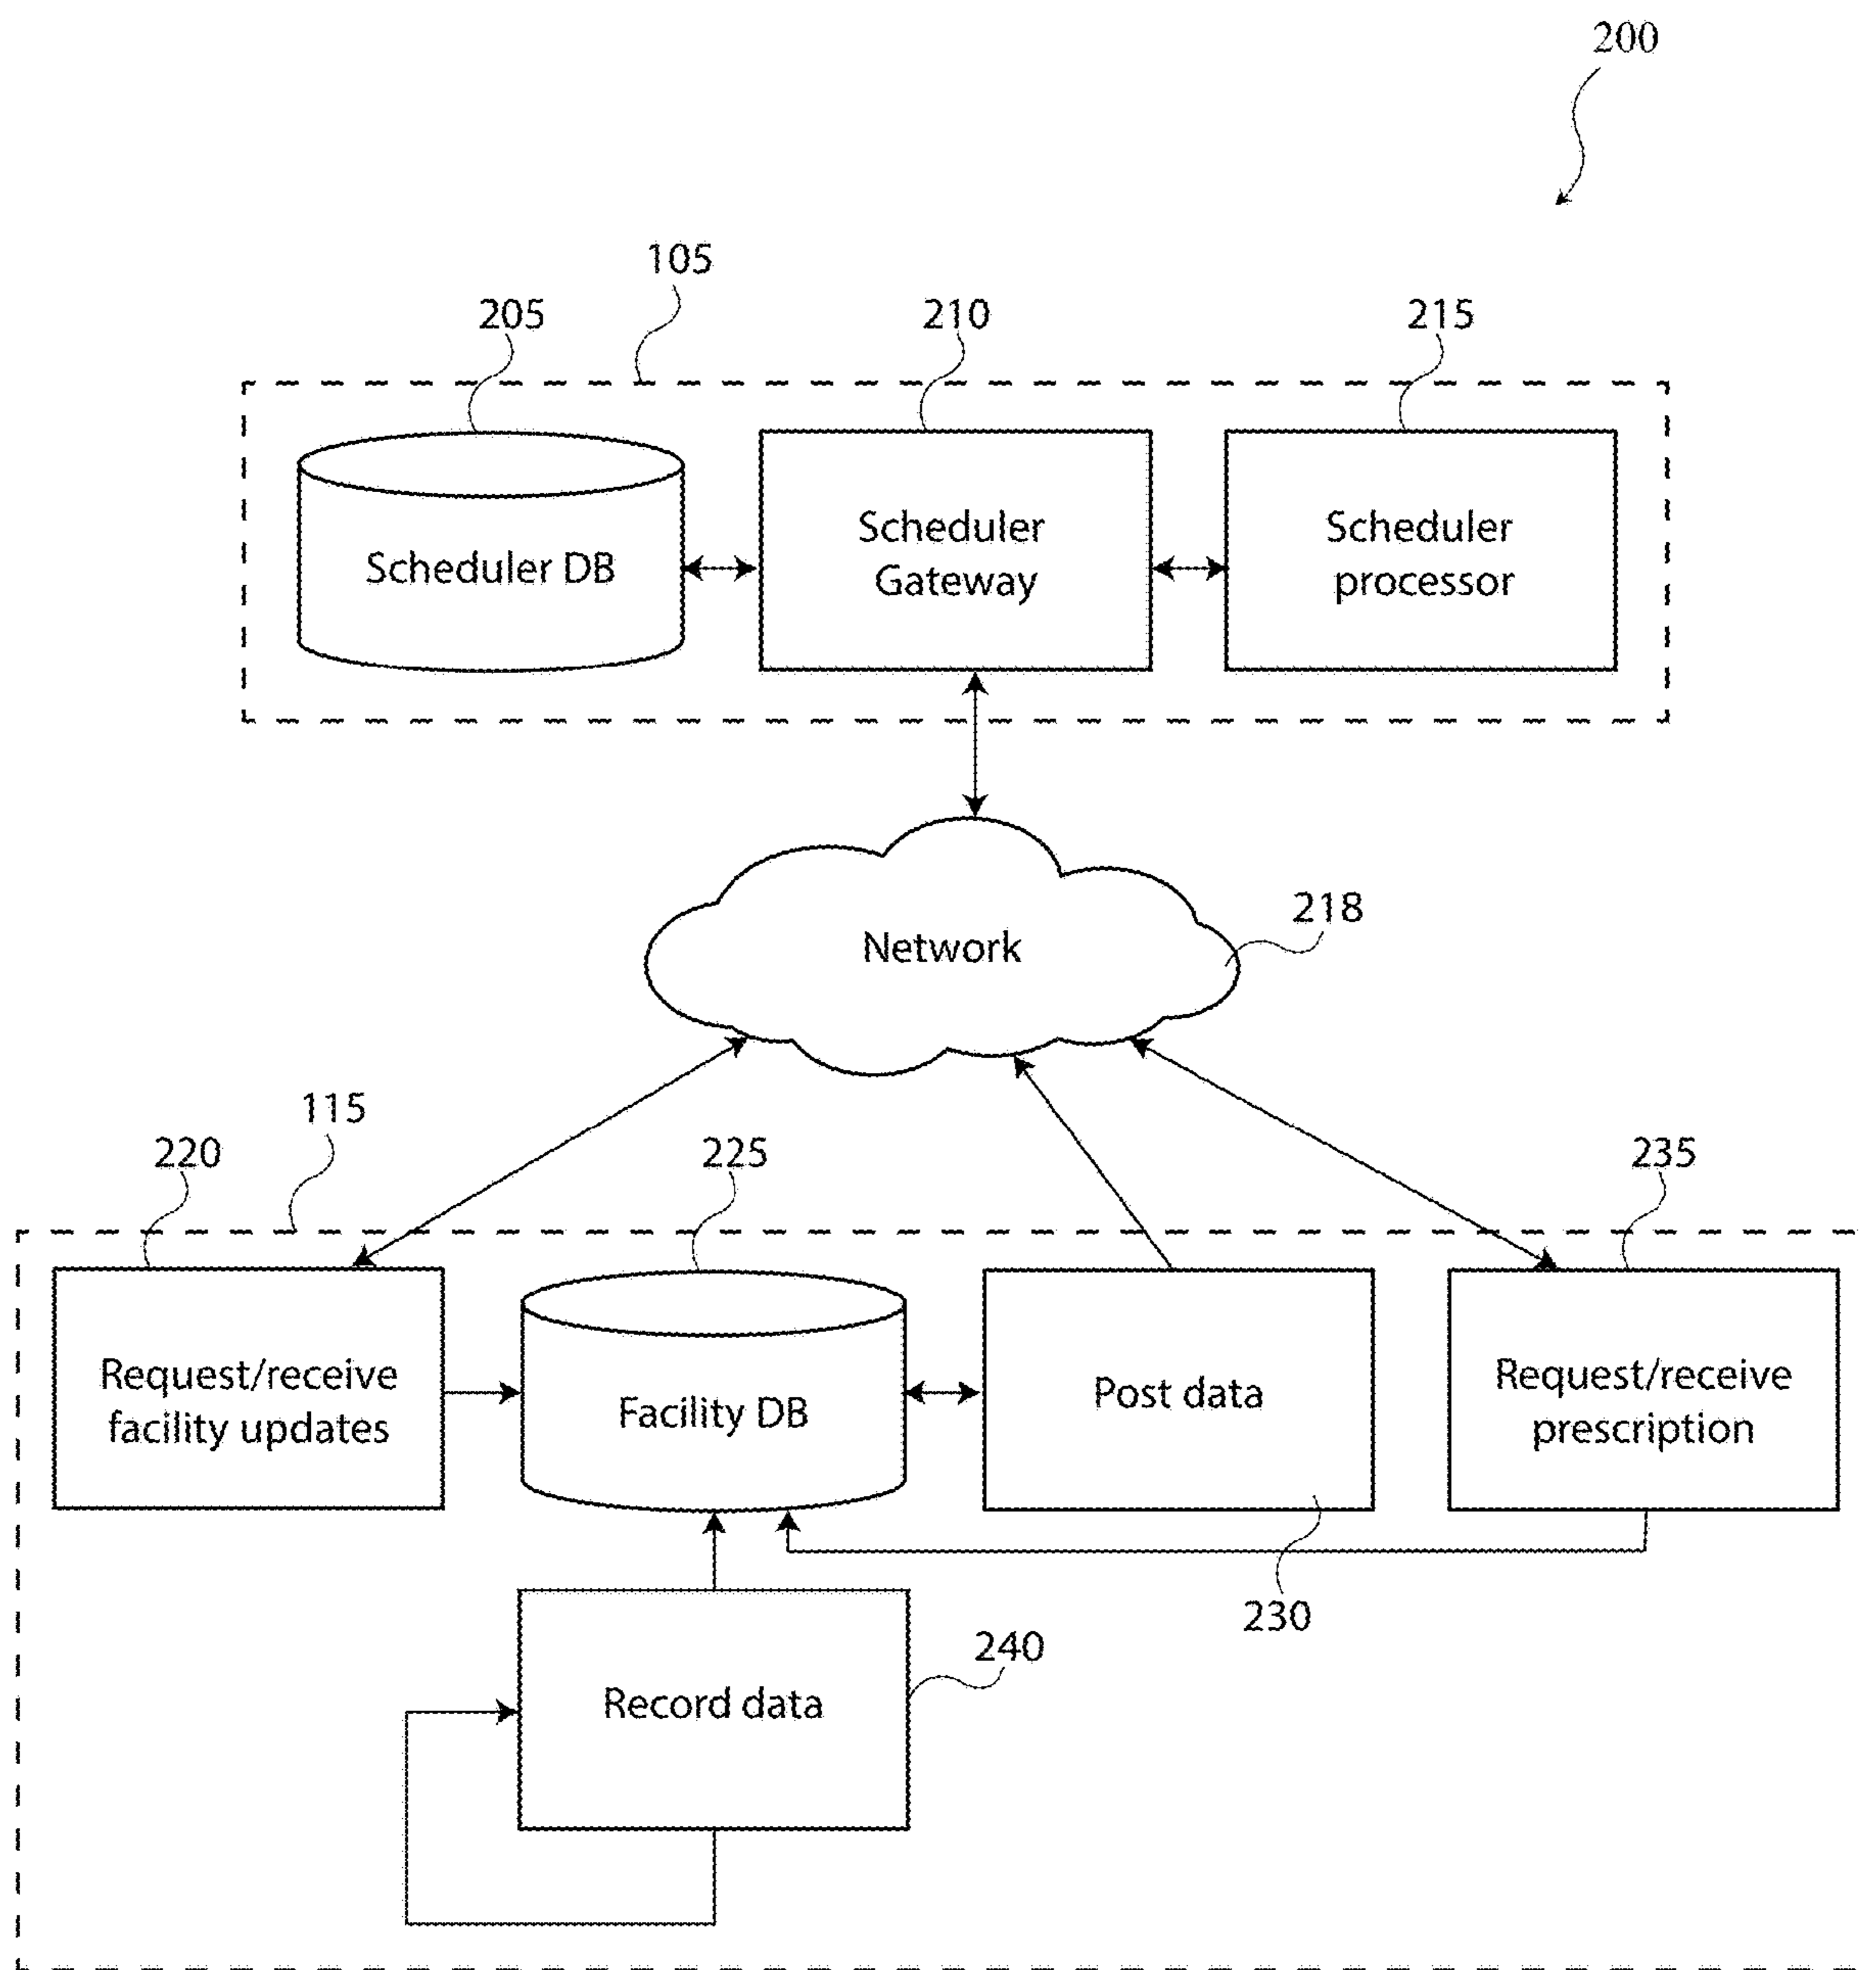 200
105
205
210
215
Scheduler DB
Scheduler
Gateway
Scheduler
processor
Network
218
115
220
225
235
Request/receive
facility updates
Facility DB
Post data
Request/receive
prescription
230
240
Record data